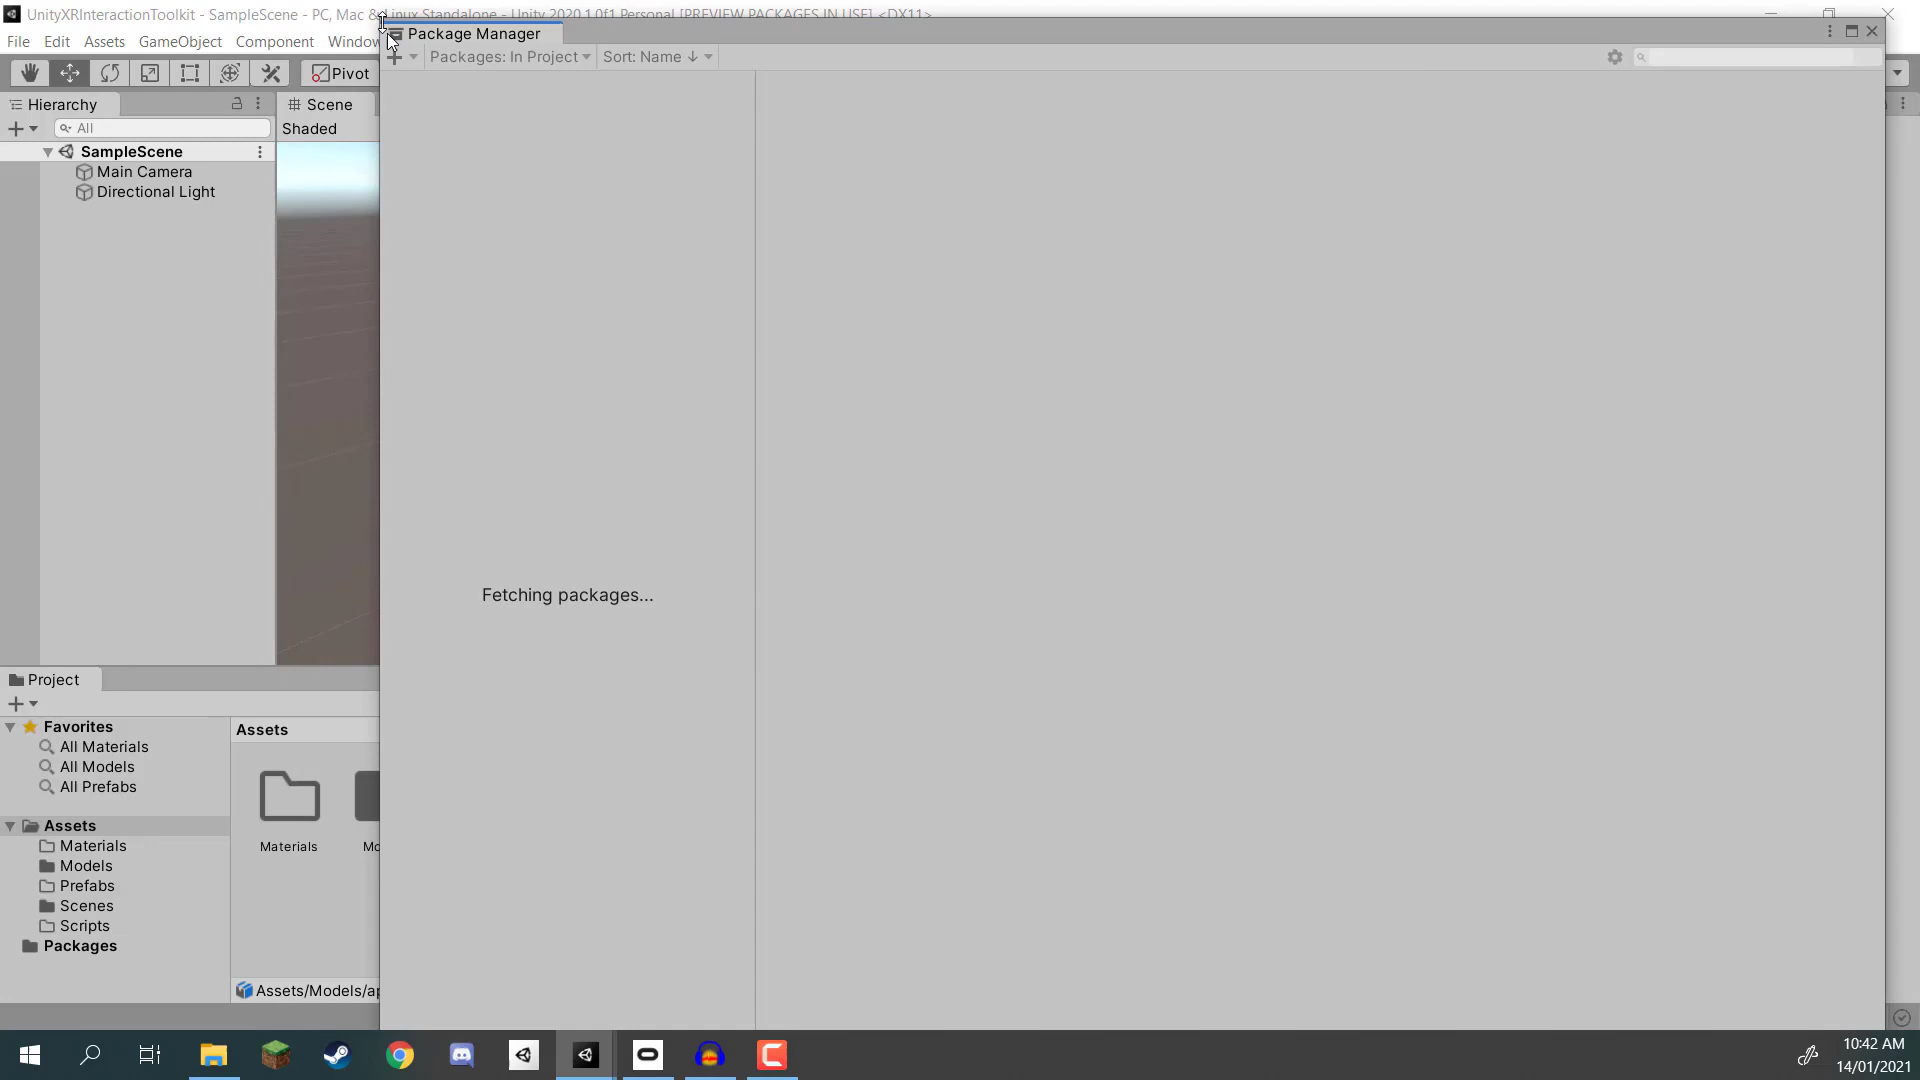 UnityXRInteractionToolkit - SampleScene - PC, Mac & Linux Standalone - Unity 2020.1.0f1 Personal [PREVIEW PACKAGES IN USE] <DX11>
File Edit Assets GameObject Component Window
Package Manager
Packages: In Project
Sort: Name ↓
Pivot
Hierarchy
Scene
All
Shaded
SampleScene
Main Camera
Directional Light
Fetching packages...
Project
Favorites
All Materials
All Models
All Prefabs
Assets
Materials
Models
Prefabs
Scenes
Scripts
Packages
Assets
Materials
Mo
Assets/Models/ap
10:42 AM
14/01/2021